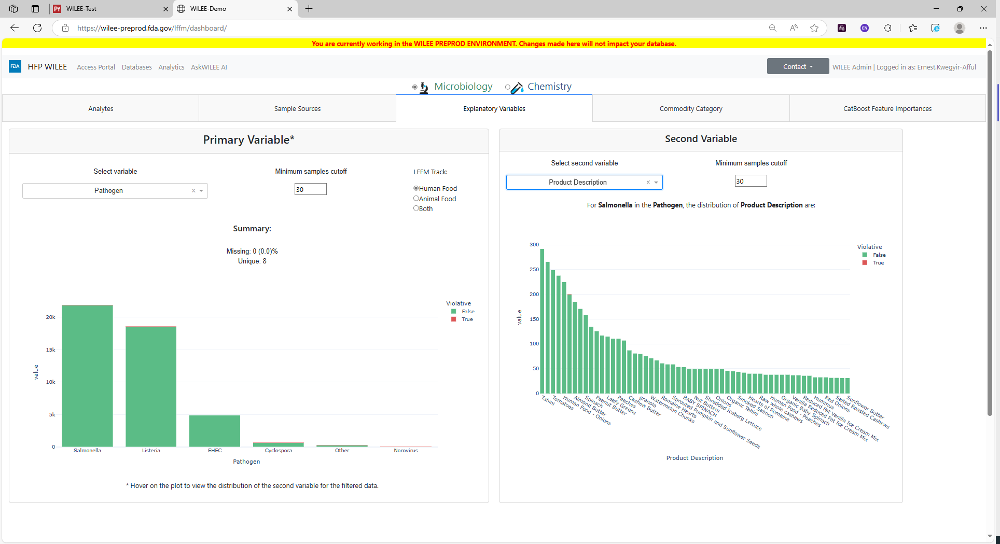 WILEE-Test
WILEE-Demo
https://wilee-preprod.fda.gov/lffm/dashboard/
EN
You are currently working in the WILEE PREPROD ENVIRONMENT. Changes made here will not impact your database.
FDA
HFP WILEE
Access Portal
Databases
Analytics
AskWILEE AI
Contact
WILEE Admin | Logged in as: Ernest.Kwegyir-Afful
Microbiology
Chemistry
Analytes
Sample Sources
Explanatory Variables
Commodity Category
CatBoost Feature Importances
Primary Variable*
Select variable
Pathogen
Minimum samples cutoff
30
LFFM Track:
Human Food
Animal Food
Both
Summary:
Missing: 0 (0.0)%
Unique: 8
Violative
False
True
value
20k
15k
10k
5k
0
Salmonella
Listeria
EHEC
Cyclospora
Other
Norovirus
Pathogen
* Hover on the plot to view the distribution of the second variable for the filtered data.
Second Variable
Select second variable
Product Description
Minimum samples cutoff
30
For Salmonella in the Pathogen, the distribution of Product Description are:
Violative
False
True
value
300
250
200
150
100
50
0
Tahini
Tomatoes
Human Food - Onions
Almond Butter
Spinach
Peanut Butter
Leafy Greens
Peaches
Cashew Butter
granola
Watermelon Chunks
Romaine Hearts
Sprouted Pumpkin and Sunflower Seeds
BABY SPINACH
Nut Butters
Shredded Iceberg Lettuce
Onions
Organic Tahini
Smoked Salmon
Hearts of Romaine
Raw whole cashews
Human Food - Peaches
Organic Baby Spinach
Vanilla Reduced Fat Ice Cream Mix
Reduced Fat Vanilla Ice Cream Mix
Hummus
Red Onions
Salted Roasted Cashews
Sunflower Butter
Product Description